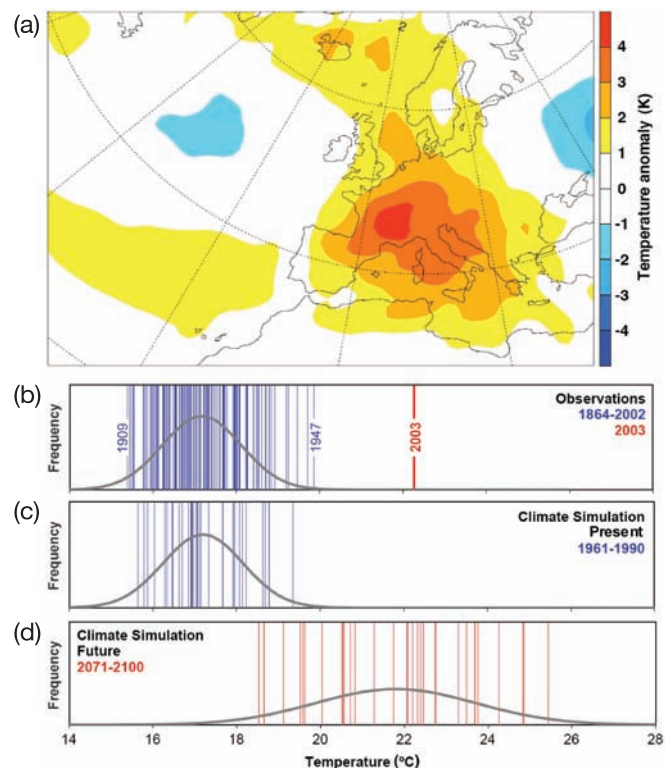 (a)
2
4
3
2
1
0
-1
-2
-3
-4
Temperature anomaly (K)
(b)
Frequency
1909
1947
2003
Observations
1864-2002
2003
(c)
Frequency
Climate Simulation
Present
1961-1990
(d)
Frequency
Climate Simulation
Future
2071-2100
14 16 18 20 22 24 26 28
Temperature (ºC)